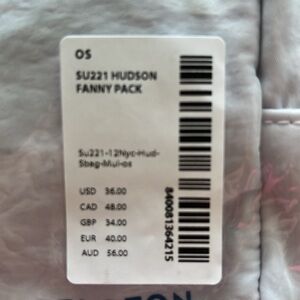 OS
SU221 HUDSON
FANNY PACK
Su221-12Nyc-Hud-
Sbag-Mul-os
USD 36.00
CAD 48.00
GBP 34.00
EUR 40.00
AUD 56.00
840081364215